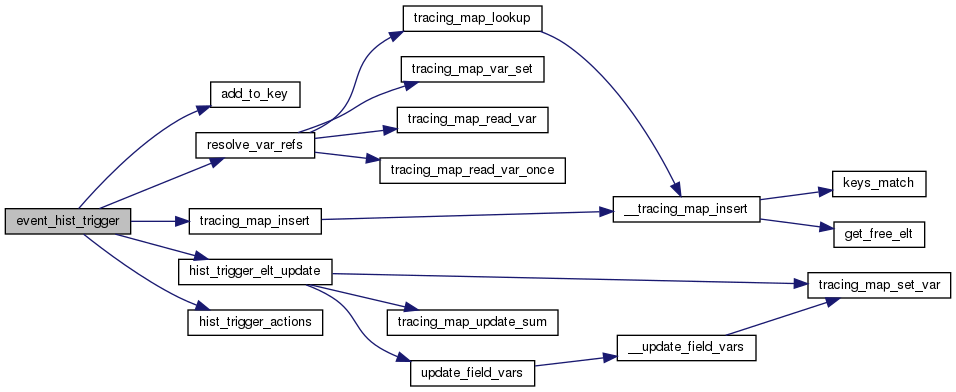 tracing_map_lookup
tracing_map_var_set
add_to_key
tracing_map_read_var
resolve_var_refs
tracing_map_read_var_once
keys_match
event_hist_trigger
tracing_map_insert
__tracing_map_insert
get_free_elt
hist_trigger_elt_update
tracing_map_set_var
hist_trigger_actions
tracing_map_update_sum
__update_field_vars
update_field_vars